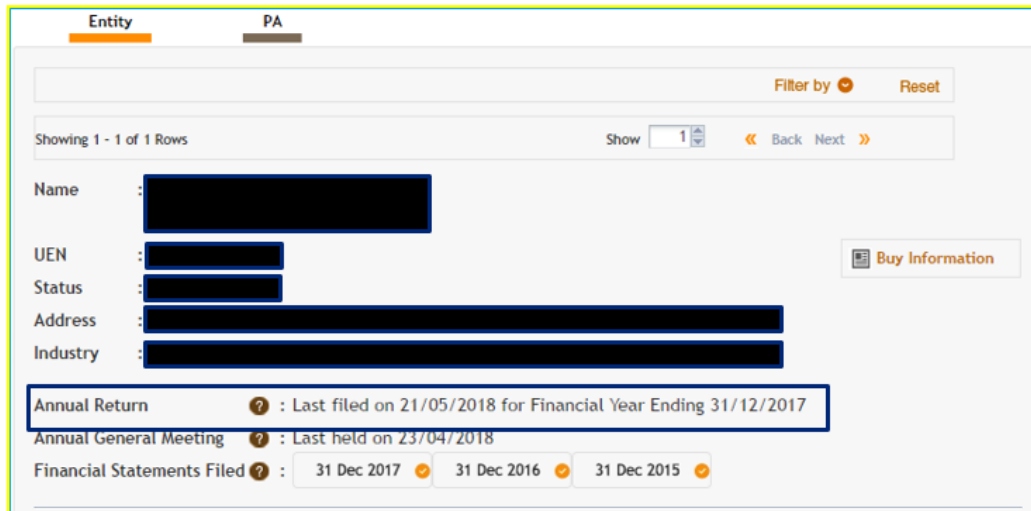 Entity PA
Filter by Reset
Showing 1 - 1 of 1 Rows Show 1 « Back Next »
Name :
UEN :
Buy Information
Status :
Address :
Industry :
Annual Return ? : Last filed on 21/05/2018 for Financial Year Ending 31/12/2017
Annual General Meeting ? : Last held on 23/04/2018
Financial Statements Filed ? : 31 Dec 2017 31 Dec 2016 31 Dec 2015